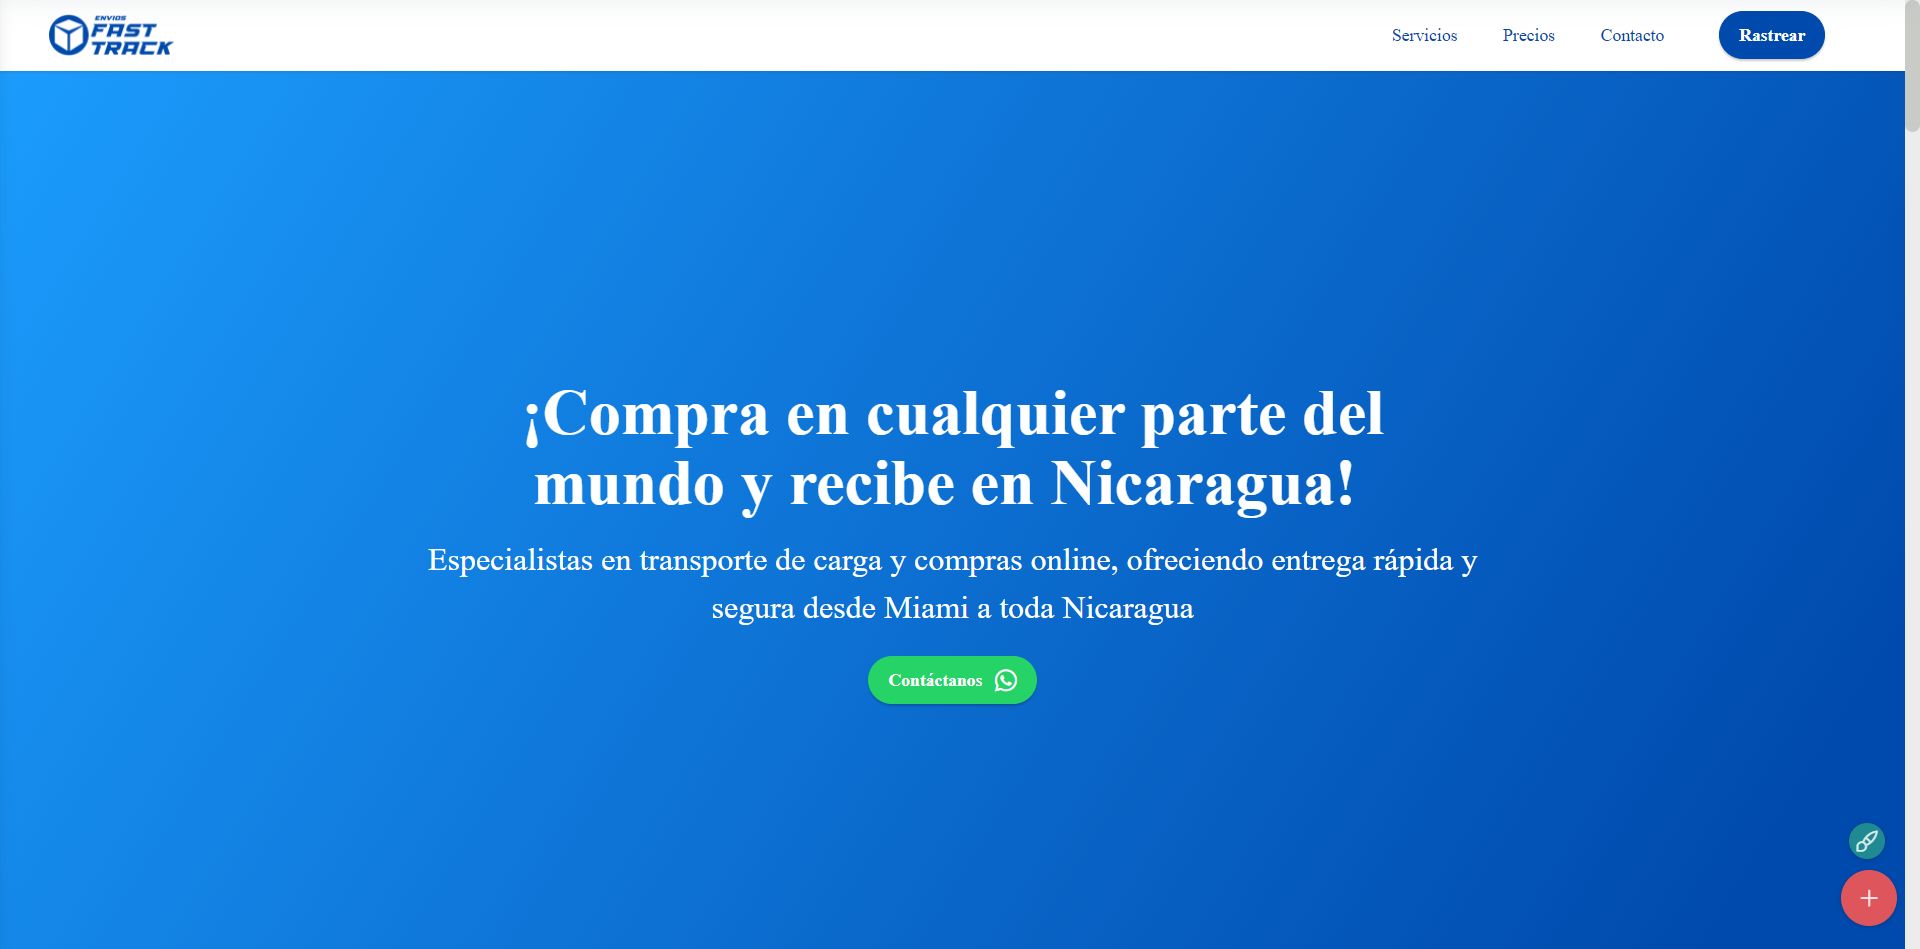 ENVIOS
FAST
TRACK
Servicios
Precios
Contacto
Rastrear
¡Compra en cualquier parte del
mundo y recibe en Nicaragua!
Especialistas en transporte de carga y compras online, ofreciendo entrega rápida y
segura desde Miami a toda Nicaragua
Contáctanos